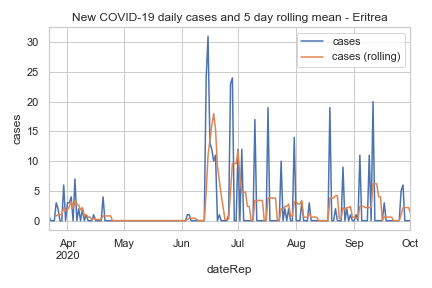 New COVID-19 daily cases and 5 day rolling mean - Eritrea
cases
cases (rolling)
30
25
20
15
10
5
0
cases
Apr
2020
May
Jun
Jul
Aug
Sep
Oct
dateRep